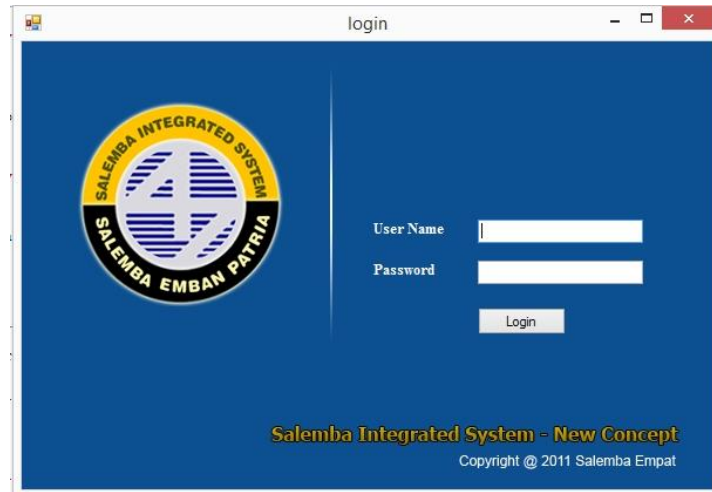 login
SALEMBA INTEGRATED SYSTEM
47
SALEMBA EMBAN PATRIA
User Name
Password
Login
Salemba Integrated System - New Concept
Copyright @ 2011 Salemba Empat